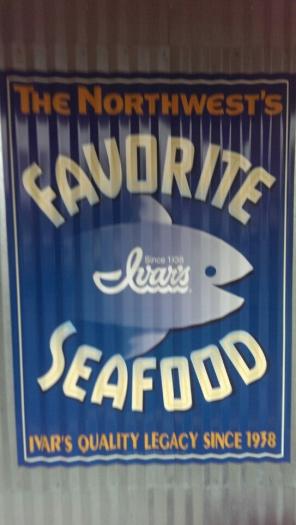 THE NORTHWEST'S
FAVORITE
Since 1938
Ivar's
SEAFOOD
IVAR'S QUALITY LEGACY SINCE 1938